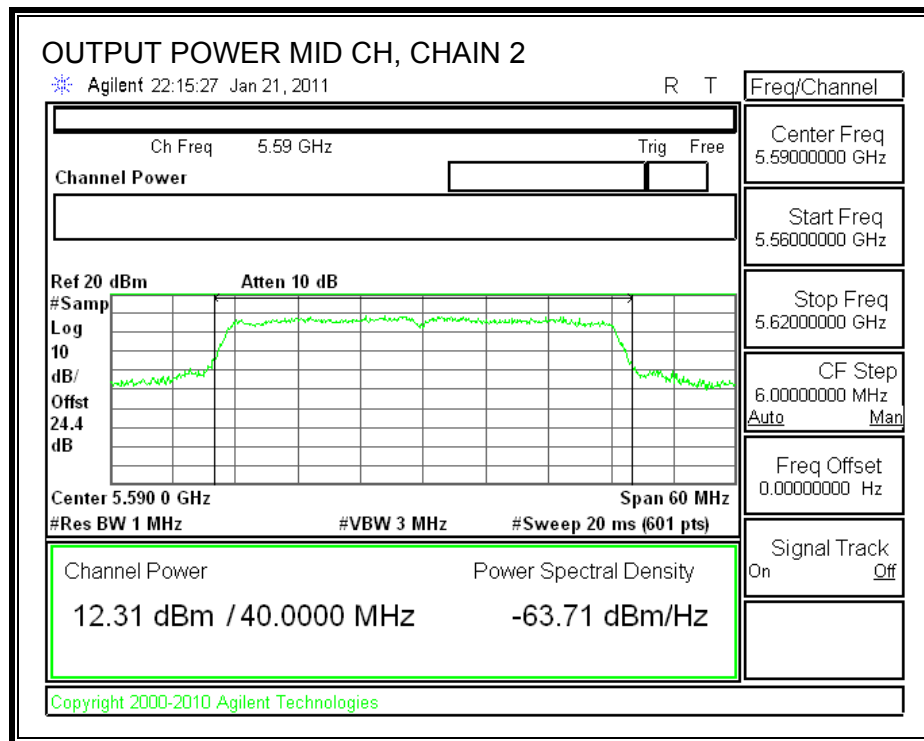 OUTPUT POWER MID CH, CHAIN 2
Agilent 22:15:27 Jan 21, 2011 R T
Freq/Channel
Ch Freq 5.59 GHz Trig Free
Channel Power
Center Freq
5.59000000 GHz
Start Freq
5.56000000 GHz
Stop Freq
5.62000000 GHz
CF Step
6.00000000 MHz
Auto Man
Freq Offset
0.00000000 Hz
Signal Track
On Off
Ref 20 dBm Atten 10 dB
#Samp
Log
10
dB/
Offst
24.4
dB
Center 5.590 0 GHz Span 60 MHz
#Res BW 1 MHz #VBW 3 MHz #Sweep 20 ms (601 pts)
Channel Power Power Spectral Density
12.31 dBm / 40.0000 MHz -63.71 dBm/Hz
Copyright 2000-2010 Agilent Technologies